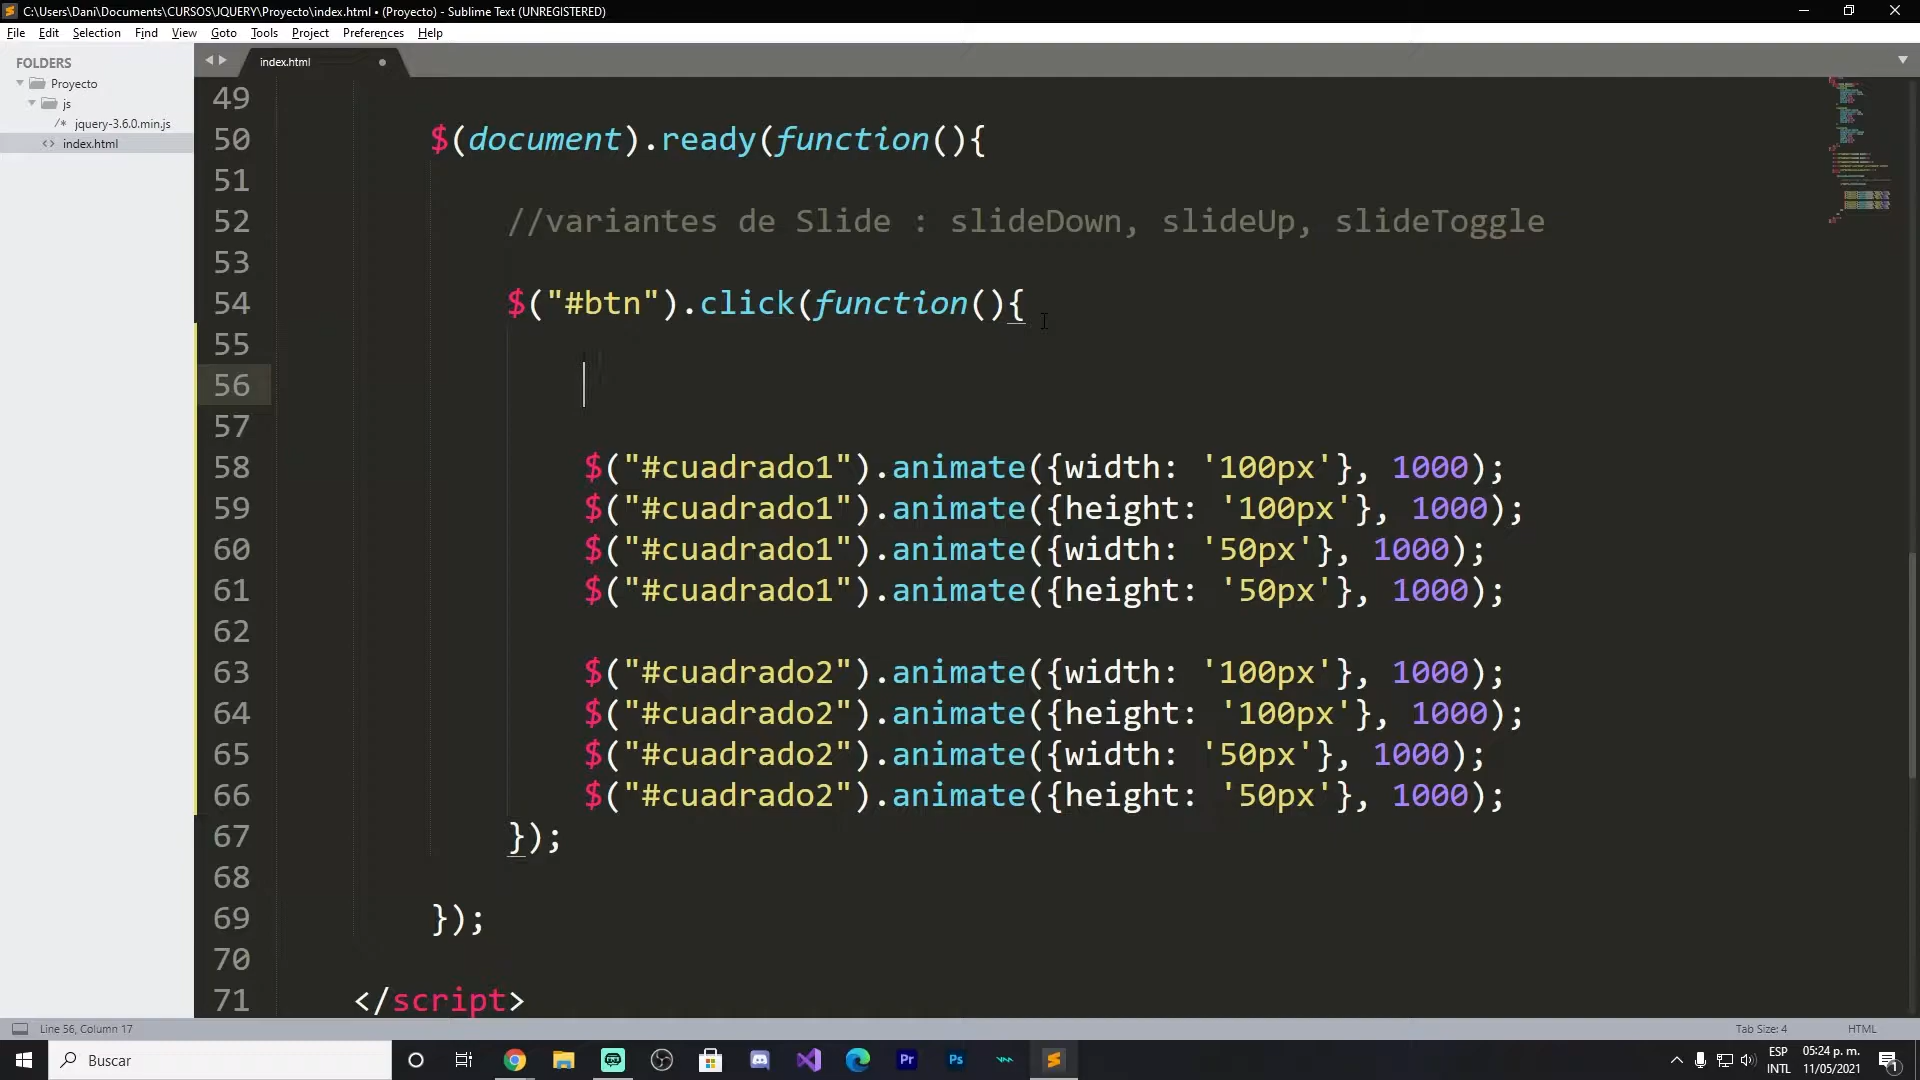 C:\Users\Dani\Documents\CURSOS\JQUERY\Proyecto\index.html • (Proyecto) - Sublime Text (UNREGISTERED)
File Edit Selection Find View Goto Tools Project Preferences Help
FOLDERS
Proyecto
js
/* jquery-3.6.0.min.js
<> index.html
index.html
49
50 $(document).ready(function(){
51
52 //variantes de Slide : slideDown, slideUp, slideToggle
53
54 $("#btn").click(function(){
55
56
57
58 $("#cuadrado1").animate({width: '100px'}, 1000);
59 $("#cuadrado1").animate({height: '100px'}, 1000);
60 $("#cuadrado1").animate({width: '50px'}, 1000);
61 $("#cuadrado1").animate({height: '50px'}, 1000);
62
63 $("#cuadrado2").animate({width: '100px'}, 1000);
64 $("#cuadrado2").animate({height: '100px'}, 1000);
65 $("#cuadrado2").animate({width: '50px'}, 1000);
66 $("#cuadrado2").animate({height: '50px'}, 1000);
67 });
68
69 });
70
71 </script>
Line 56, Column 17
Tab Size: 4
HTML
Buscar
Pr
Ps
ESP
INTL
05:24 p. m.
11/05/2021
1